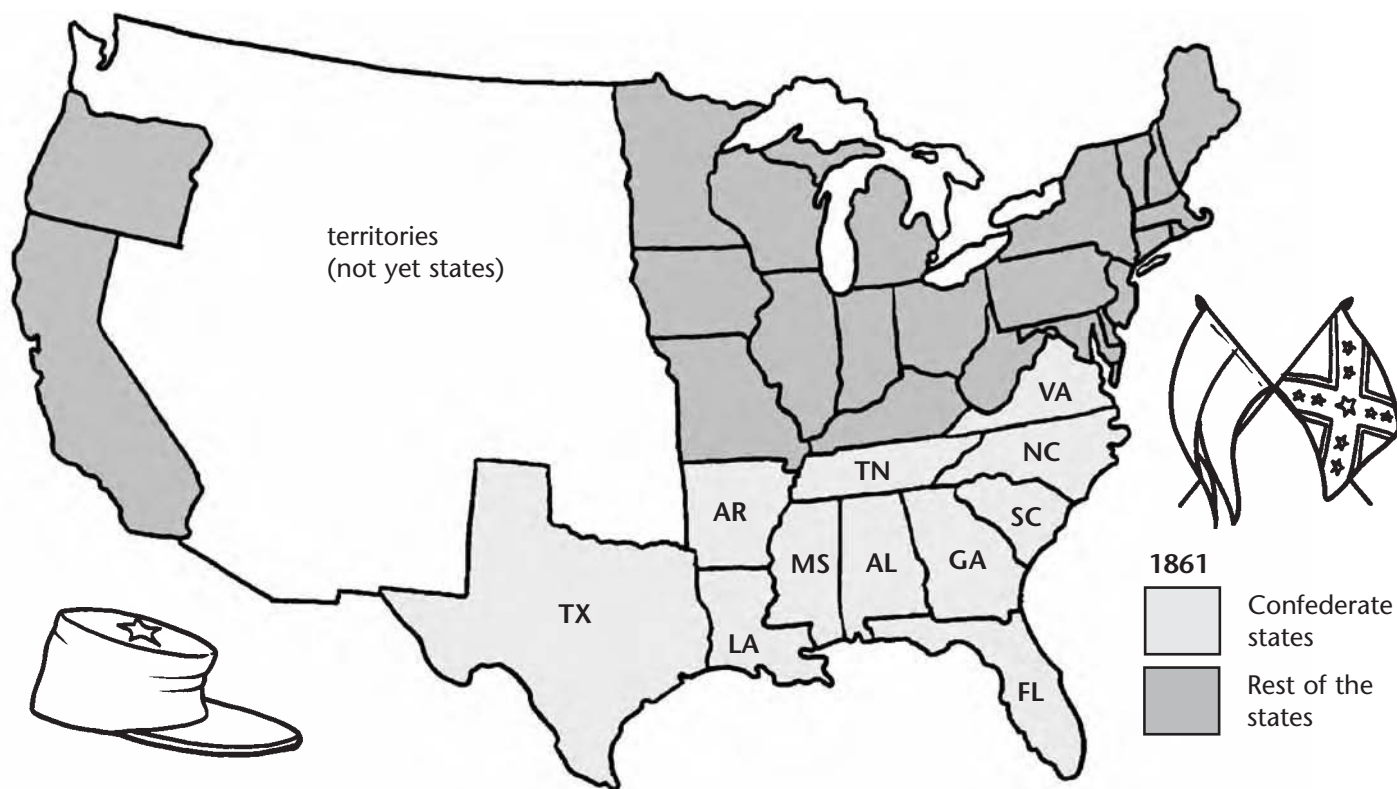 territories
(not yet states)
VA
NC
TN
SC
AR
MS
AL
GA
TX
LA
FL
1861
Confederate
states
Rest of the
states